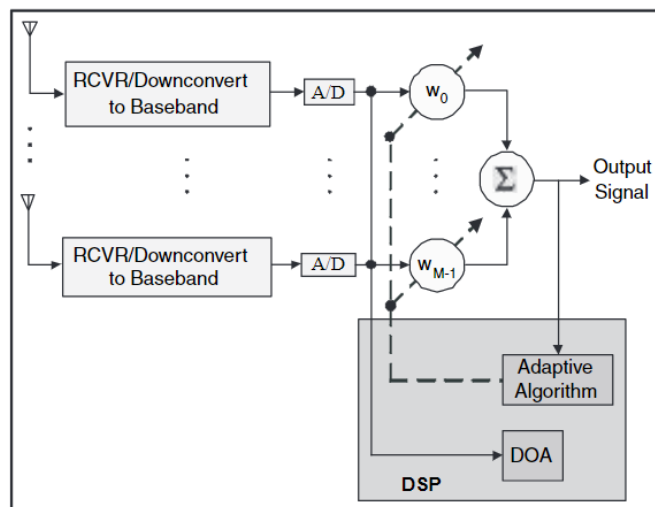 RCVR/Downconvert
to Baseband
A/D
w0
Σ
Output
Signal
RCVR/Downconvert
to Baseband
A/D
wM-1
Adaptive
Algorithm
DOA
DSP